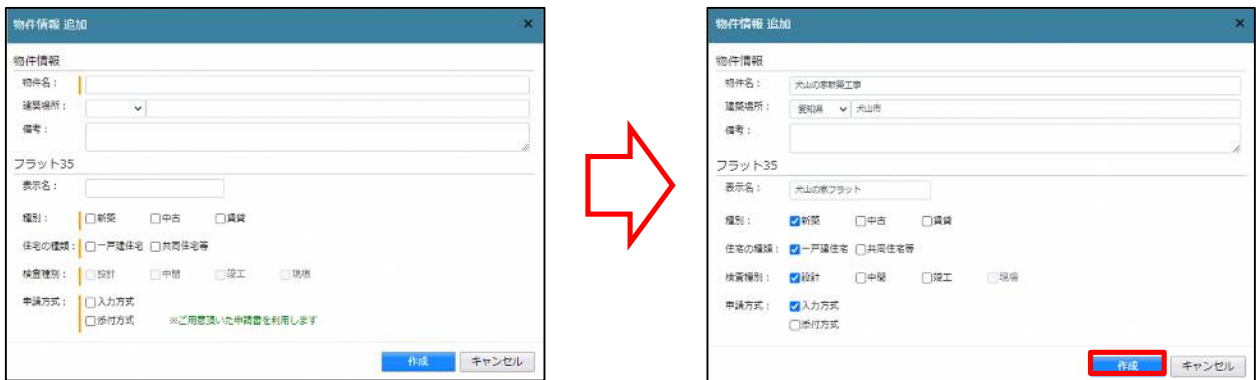 物件情報 追加 ×
物件情報
物件名：
建築場所：
備考：
フラット35
表示名：
種別： 新築 中古 賃貸
住宅の種類： 一戸建住宅 共同住宅等
検査種別： 設計 中間 竣工 現場
申請方式： 入力方式
添付方式 ※ご用意頂いた申請書を利用します
作成 キャンセル
物件情報 追加 ×
物件情報
物件名： 犬山の家新築工事
建築場所： 愛知県 犬山市
備考：
フラット35
表示名： 犬山の家フラット
種別： 新築 中古 賃貸
住宅の種類： 一戸建住宅 共同住宅等
検査種別： 設計 中間 竣工 現場
申請方式： 入力方式
添付方式
作成 キャンセル